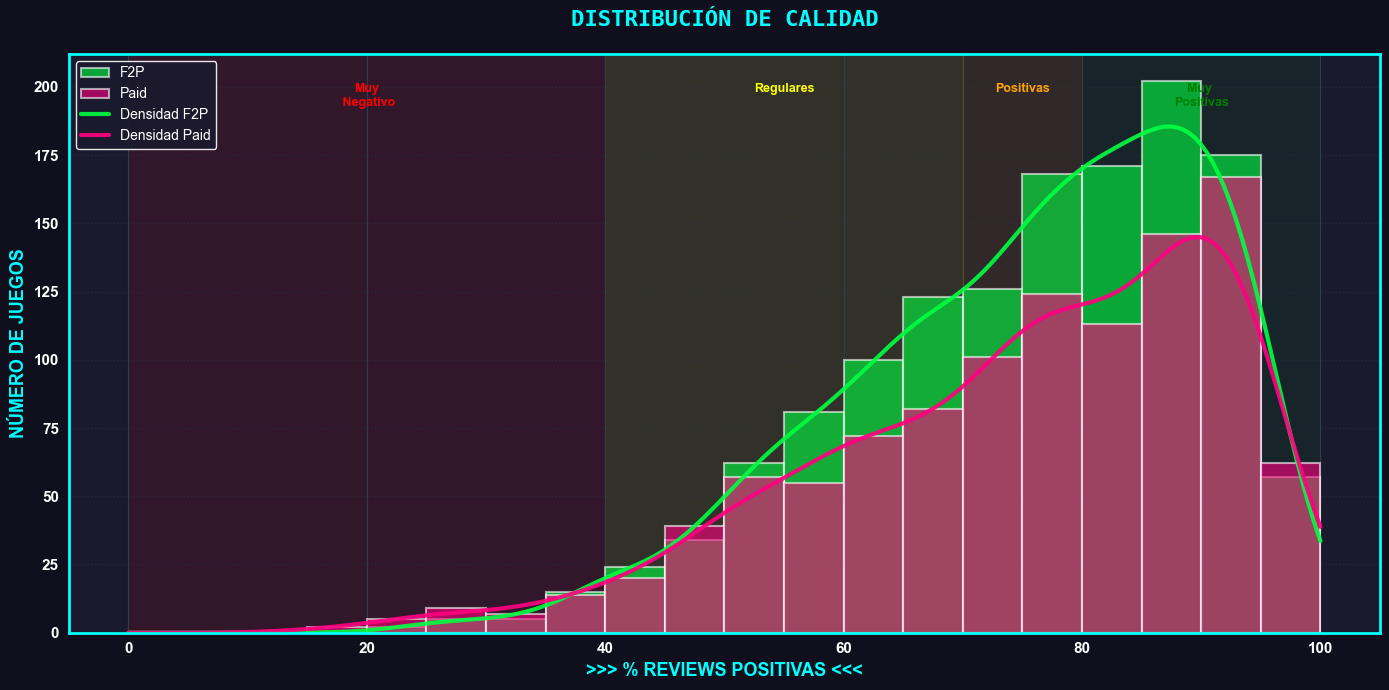 DISTRIBUCIÓN DE CALIDAD
F2P
Paid
Densidad F2P
Densidad Paid
Muy
Negativo
Regulares
Positivas
Muy
Positivas
NÚMERO DE JUEGOS
200
175
150
125
100
75
50
25
0
0 20 40 60 80 100
>>> % REVIEWS POSITIVAS <<<